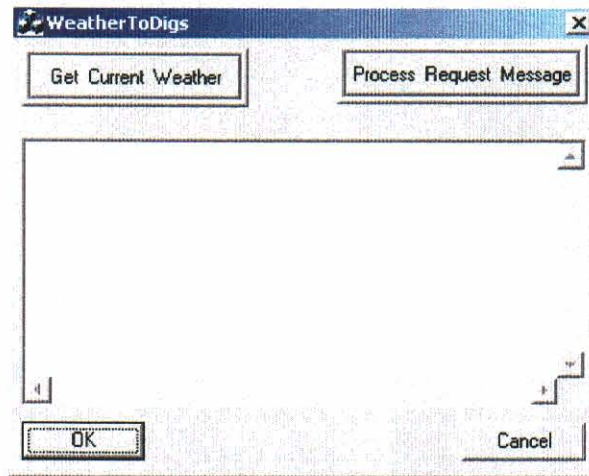 WeatherToDigs
Get Current Weather
Process Request Message
OK
Cancel